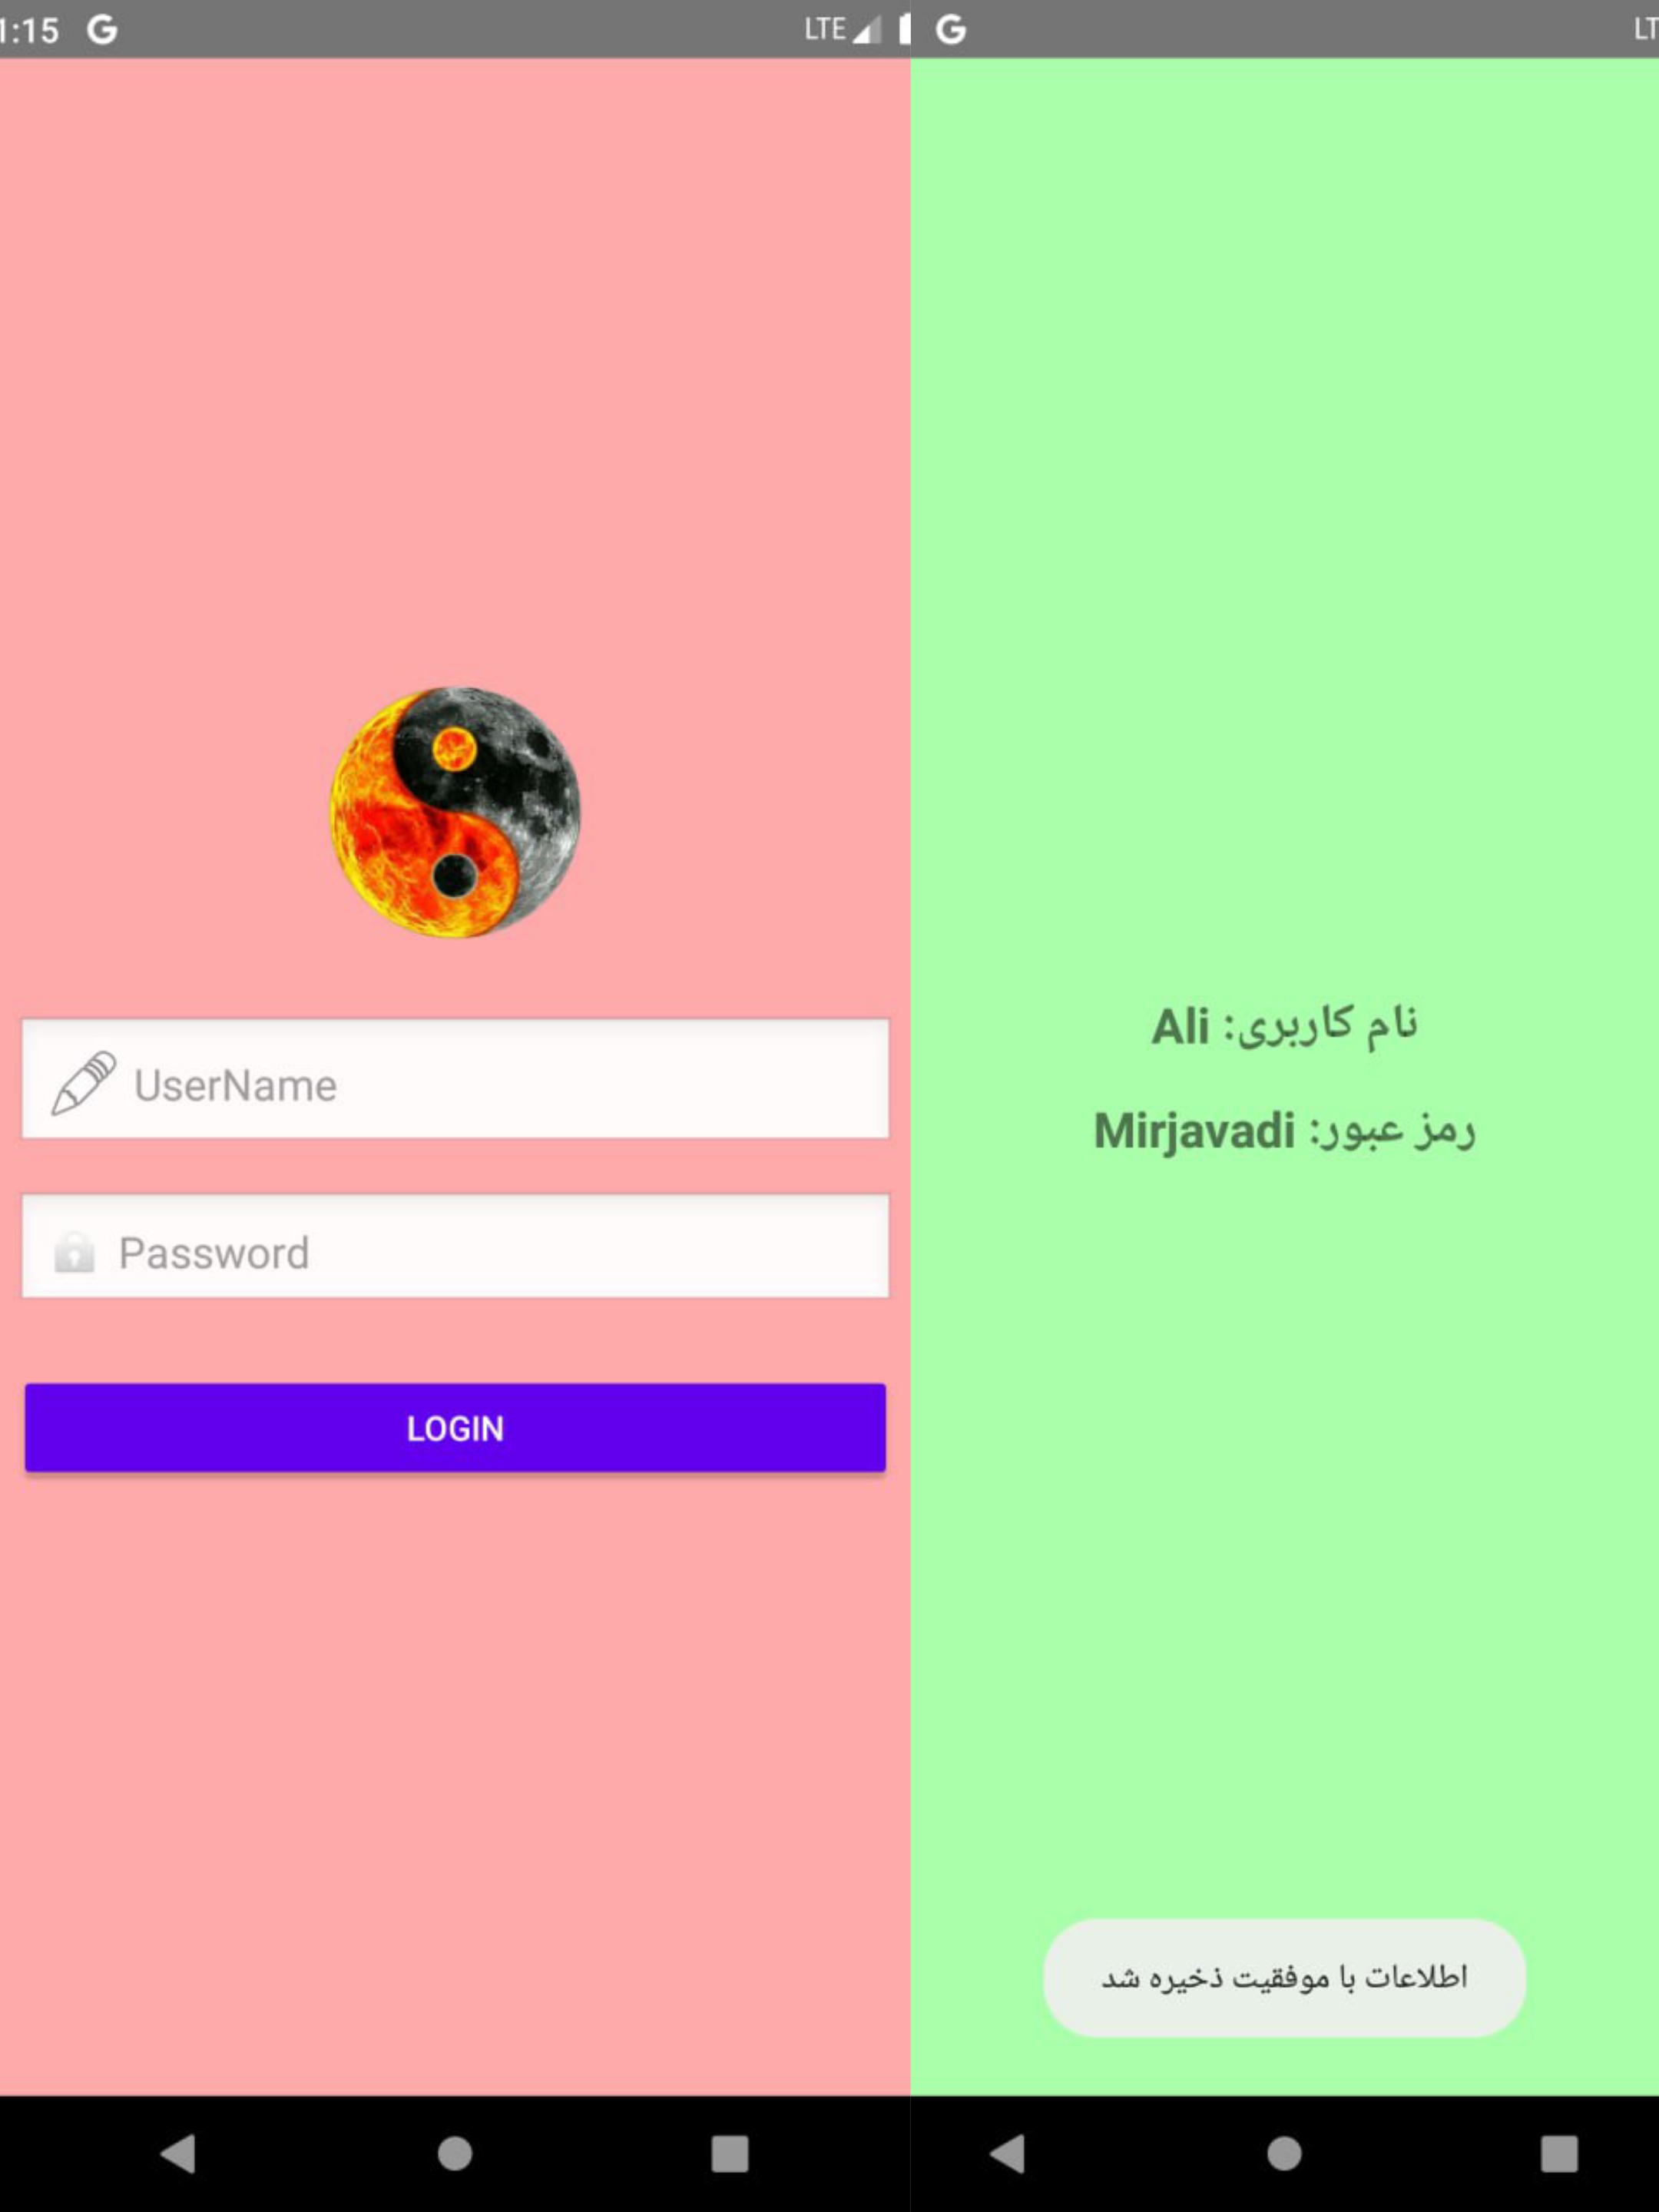 1:15 G LTE
UserName
Password
LOGIN
G LT
نام کاربری: Ali
رمز عبور: Mirjavadi
اطلاعات با موفقیت ذخیره شد